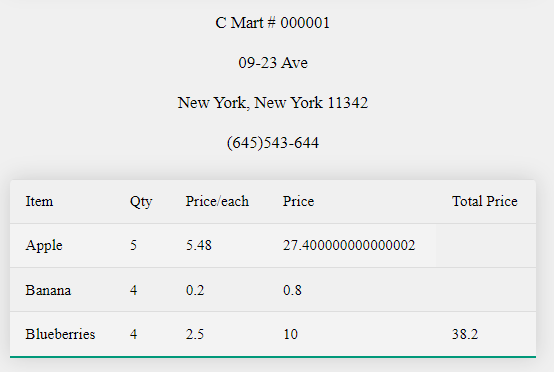 C Mart # 000001
09-23 Ave
New York, New York 11342
(645)543-644
Item Qty Price/each Price Total Price
Apple 5 5.48 27.400000000000002
Banana 4 0.2 0.8
Blueberries 4 2.5 10 38.2